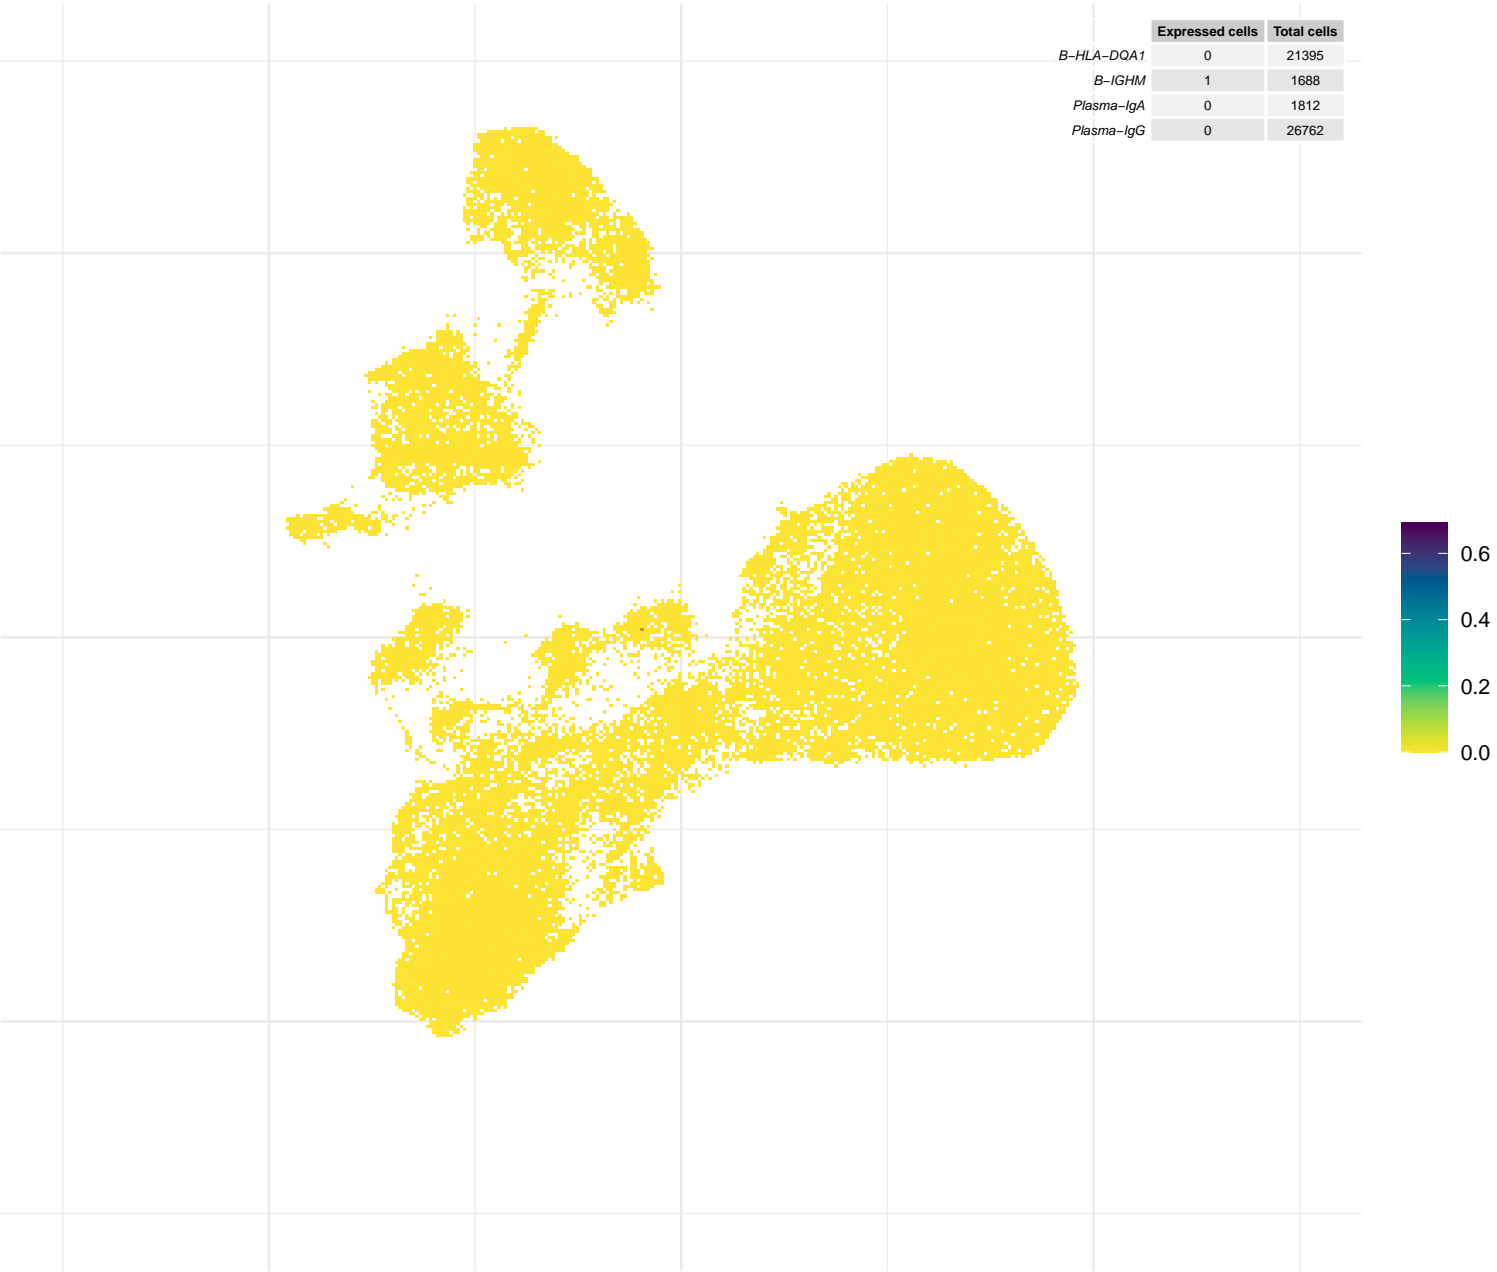 Expressed cells Total cells
B−HLA−DQA1 0 21395
B−IGHM 1 1688
Plasma−IgA 0 1812
Plasma−IgG 0 26762
0.6
0.4
0.2
0.0